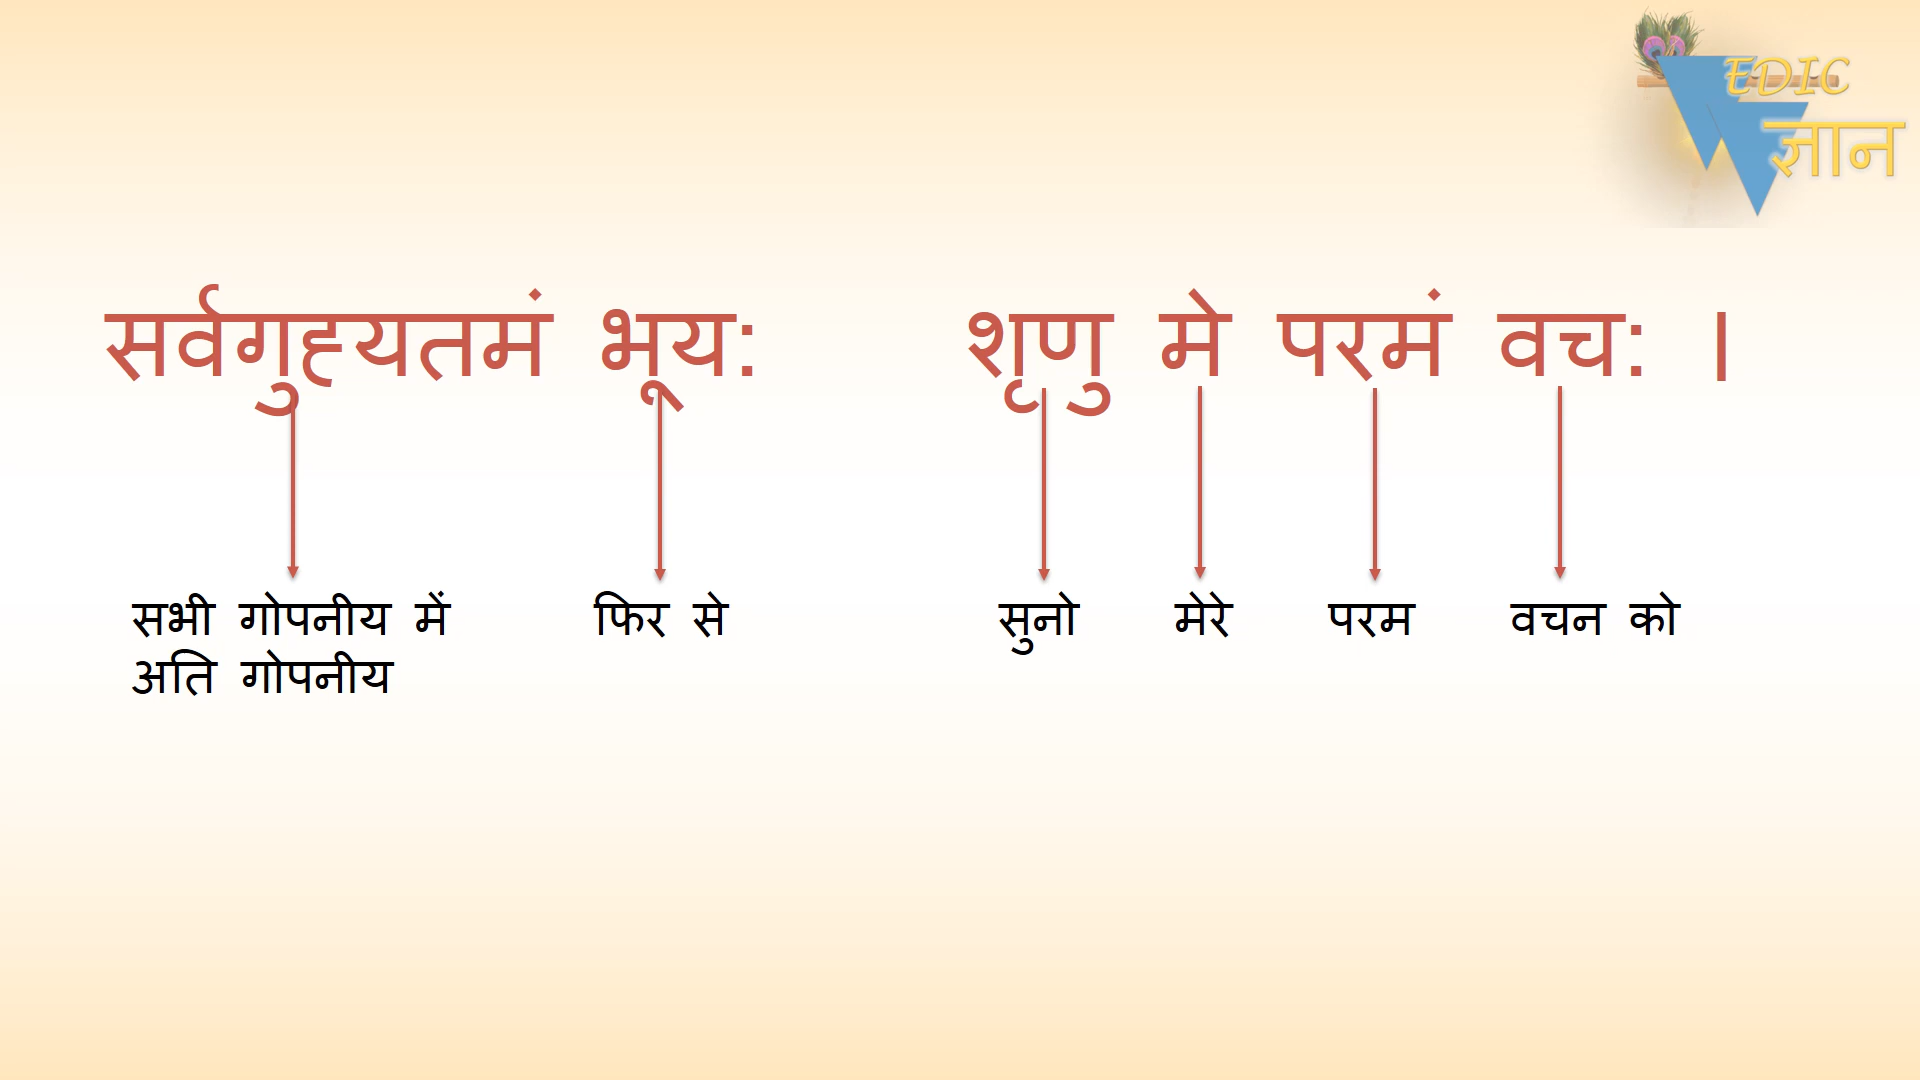 EDIC
ज्ञान
सर्वगुह्यतमं भूय: शृणु मे परमं वच: ।
सभी गोपनीय में फिर से सुनो मेरे परम वचन को
अति गोपनीय